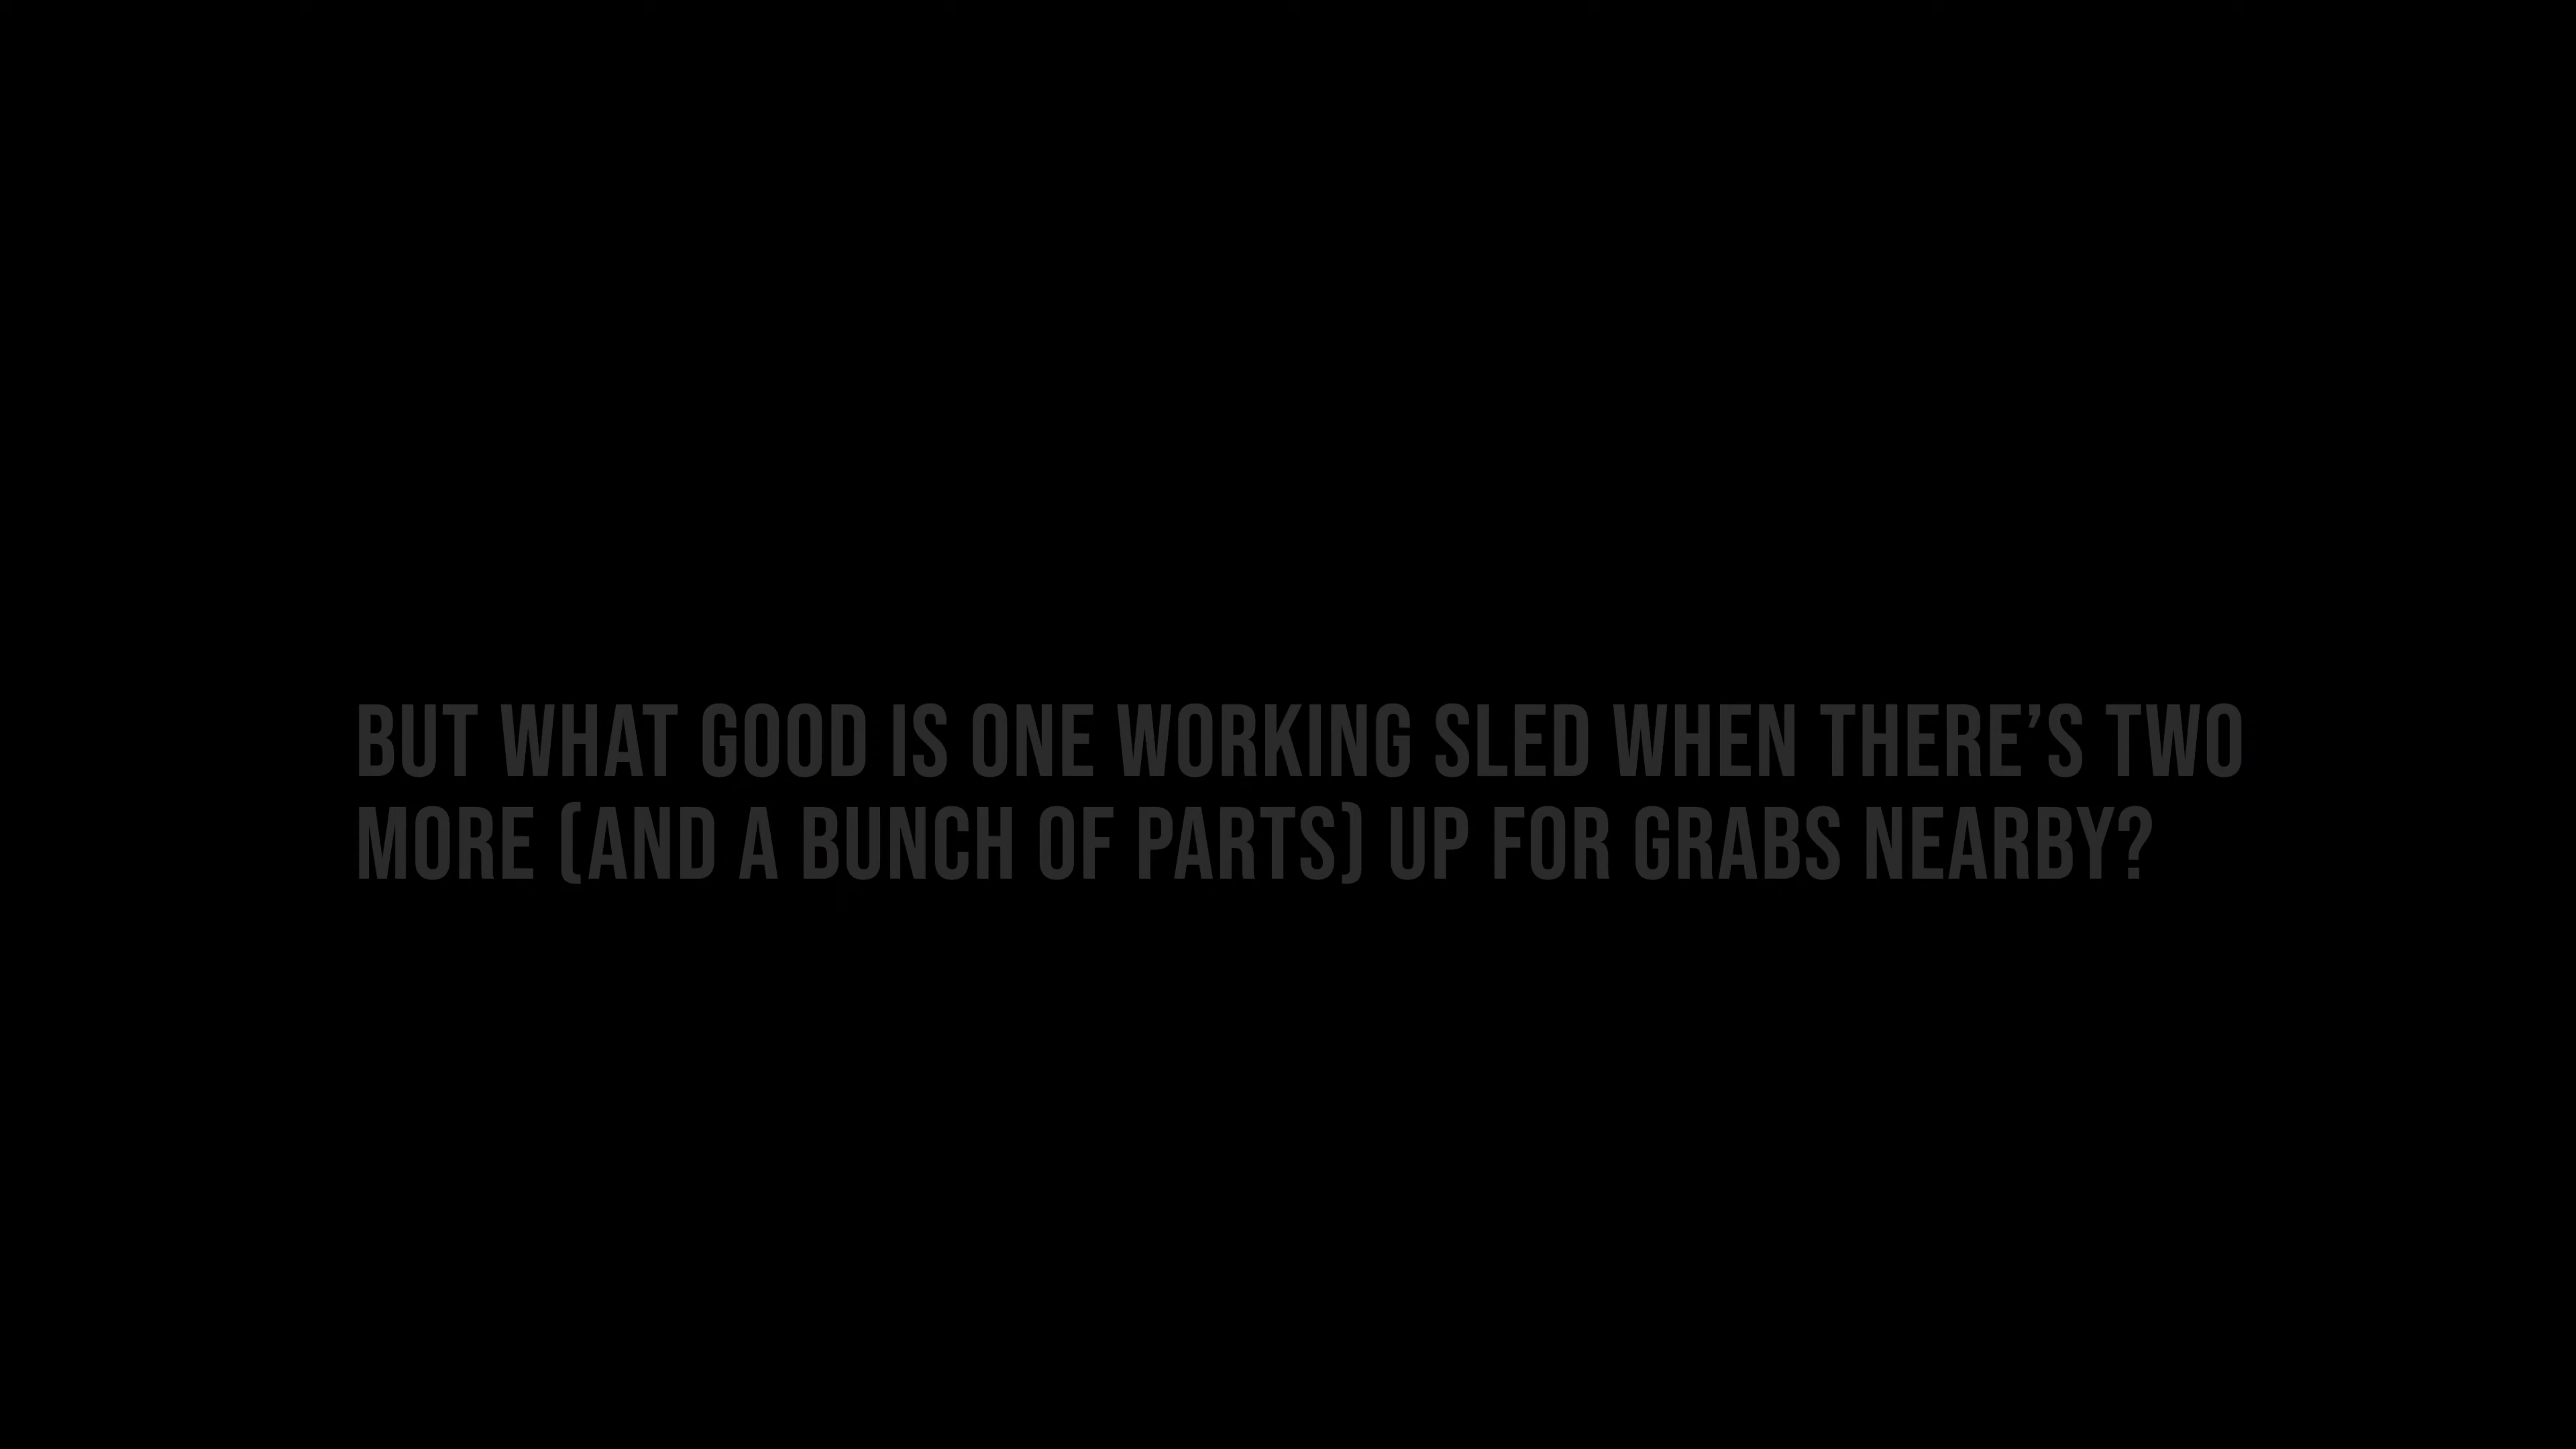 BUT WHAT GOOD IS ONE WORKING SLED WHEN THERE’S TWO
MORE (AND A BUNCH OF PARTS) UP FOR GRABS NEARBY?